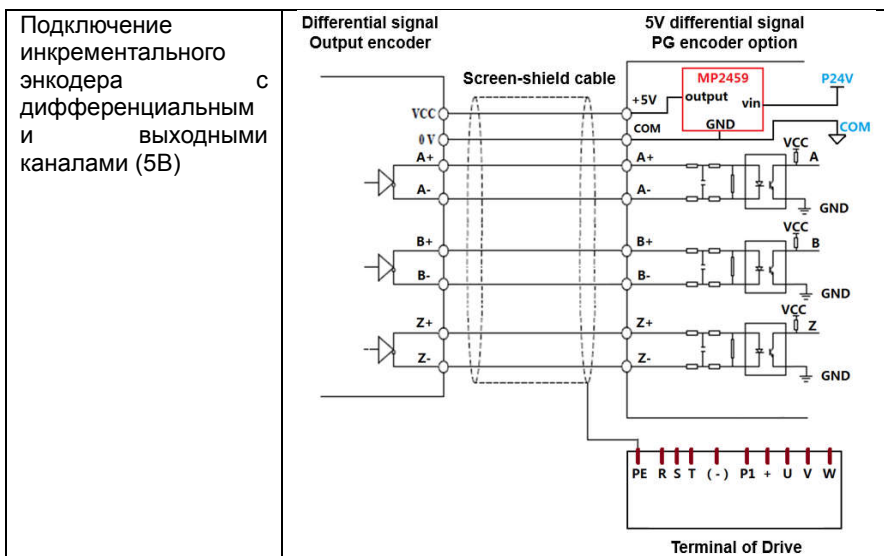 Подключение
инкрементального
энкодера с
дифференциальным
и выходными
каналами (5В)
Differential signal
Output encoder
5V differential signal
PG encoder option
Screen-shield cable
MP2459
output
vin
GND
P24V
COM
VCC
+5V
0 V
COM
A+
A+
VCC
A
A-
A-
GND
B+
B+
VCC
B
B-
B-
GND
Z+
Z+
VCC
Z
Z-
Z-
GND
PE R S T ( - ) P1 + U V W
Terminal of Drive